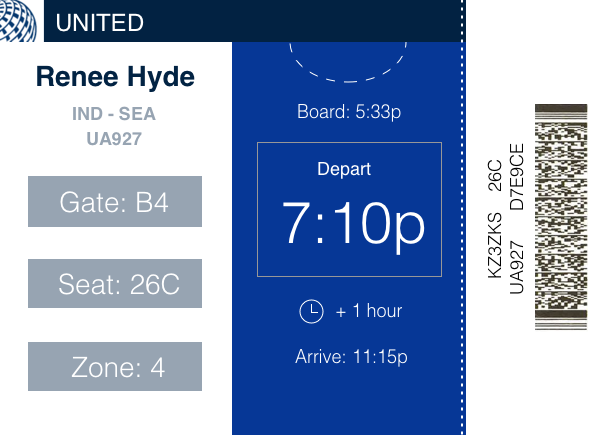 UNITED
Renee Hyde
IND - SEA
UA927
Gate: B4
Seat: 26C
Zone: 4
Board: 5:33p
Depart
7:10p
+ 1 hour
Arrive: 11:15p
KZ3ZKS 26C
UA927 D7E9CE